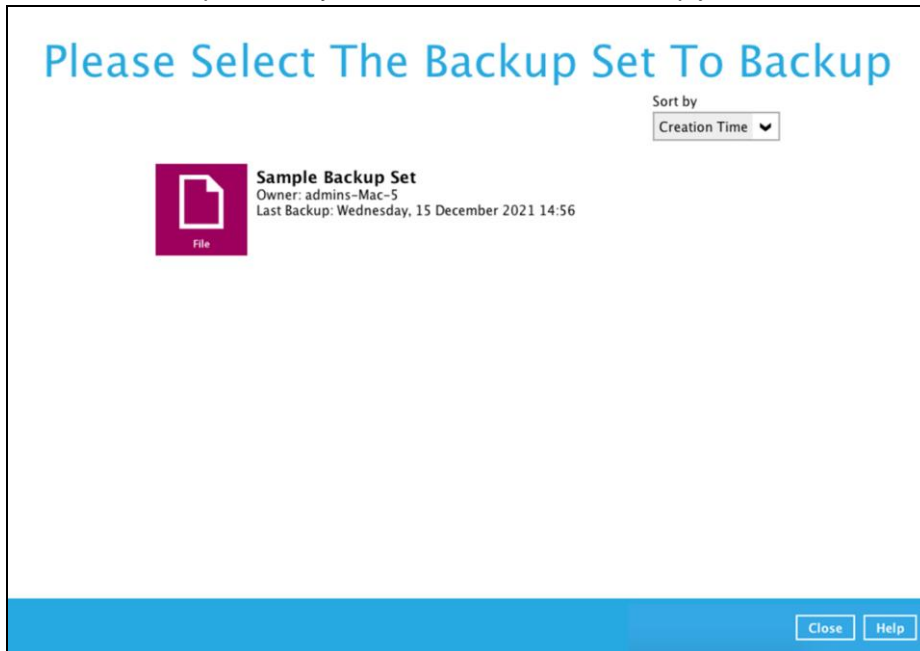 Please Select The Backup Set To Backup
Sort by
Creation Time
Sample Backup Set
Owner: admins-Mac-5
Last Backup: Wednesday, 15 December 2021 14:56
File
Close Help